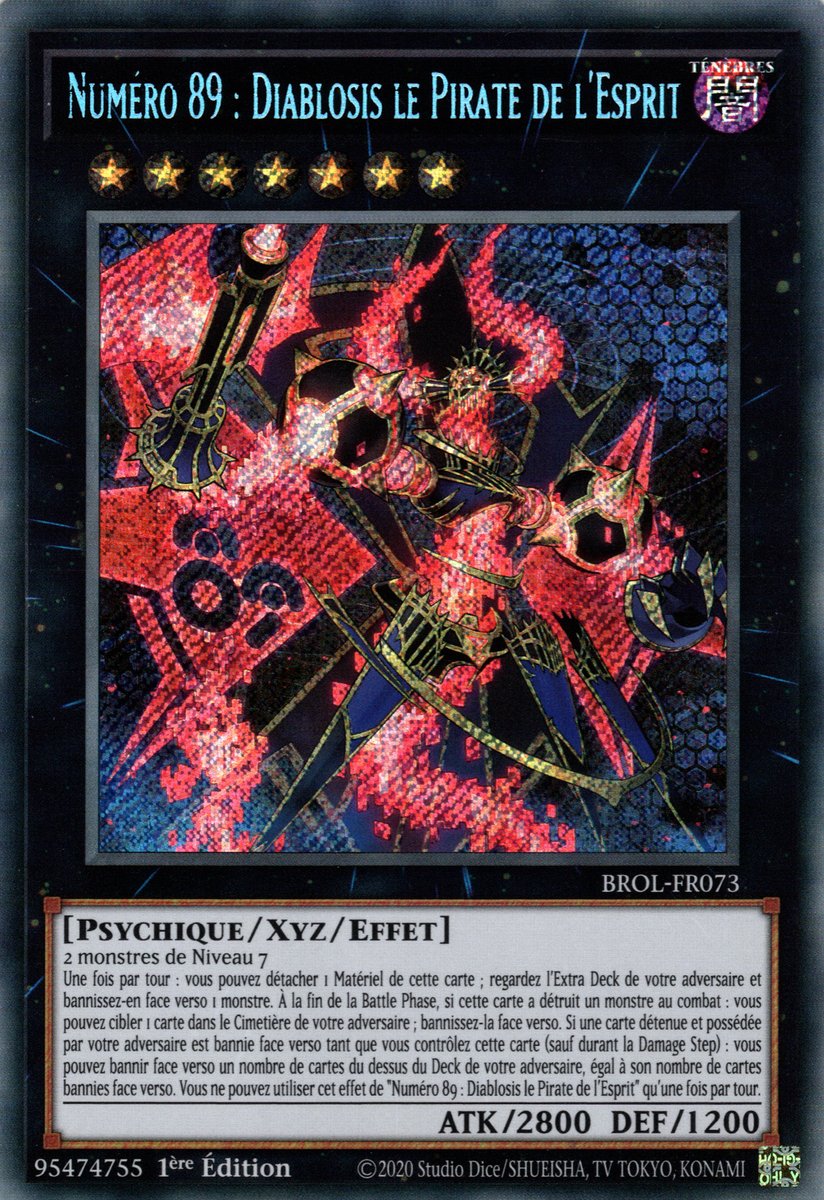 Numéro 89 : Diablosis le Pirate de l'Esprit
TÉNÈBRES
闇
BROL-FR073
[Psychique/Xyz/Effet]
2 monstres de Niveau 7
Une fois par tour : vous pouvez détacher 1 Matériel de cette carte ; regardez l'Extra Deck de votre adversaire et
bannissez-en face verso 1 monstre. À la fin de la Battle Phase, si cette carte a détruit un monstre au combat : vous
pouvez cibler 1 carte dans le Cimetière de votre adversaire ; bannissez-la face verso. Si une carte détenue et possédée
par votre adversaire est bannie face verso tant que vous contrôlez cette carte (sauf durant la Damage Step) : vous
pouvez bannir face verso un nombre de cartes du dessus du Deck de votre adversaire, égal à son nombre de cartes
bannies face verso. Vous ne pouvez utiliser cet effet de "Numéro 89 : Diablosis le Pirate de l'Esprit" qu'une fois par tour.
ATK/2800 DEF/1200
95474755 1ère Édition
©2020 Studio Dice/SHUEISHA, TV TOKYO, KONAMI